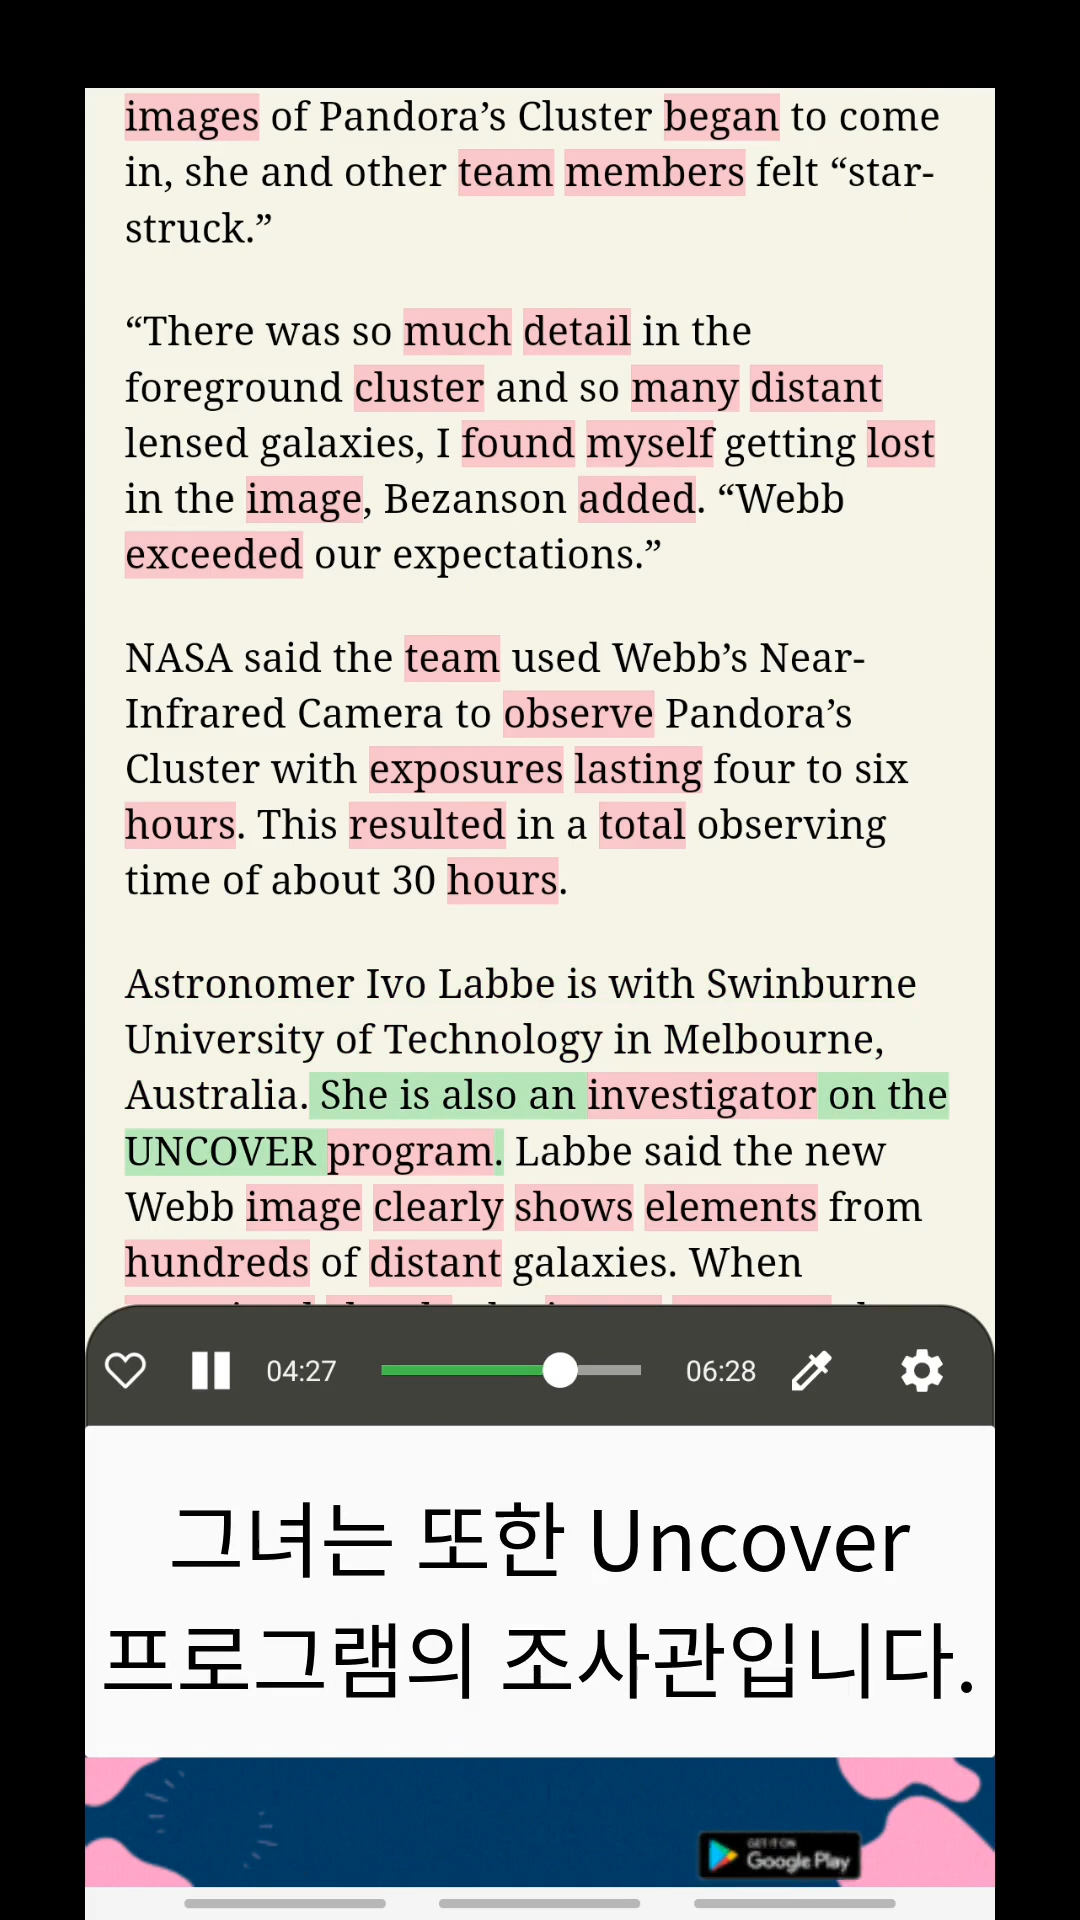 images of Pandora’s Cluster began to come
in, she and other team members felt “star-
struck.”
“There was so much detail in the
foreground cluster and so many distant
lensed galaxies, I found myself getting lost
in the image, Bezanson added. “Webb
exceeded our expectations.”
NASA said the team used Webb’s Near-
Infrared Camera to observe Pandora’s
Cluster with exposures lasting four to six
hours. This resulted in a total observing
time of about 30 hours.
Astronomer Ivo Labbe is with Swinburne
University of Technology in Melbourne,
Australia. She is also an investigator on the
UNCOVER program. Labbe said the new
Webb image clearly shows elements from
hundreds of distant galaxies. When
04:27 06:28
그녀는 또한 Uncover
프로그램의 조사관입니다.
GET IT ON
Google Play